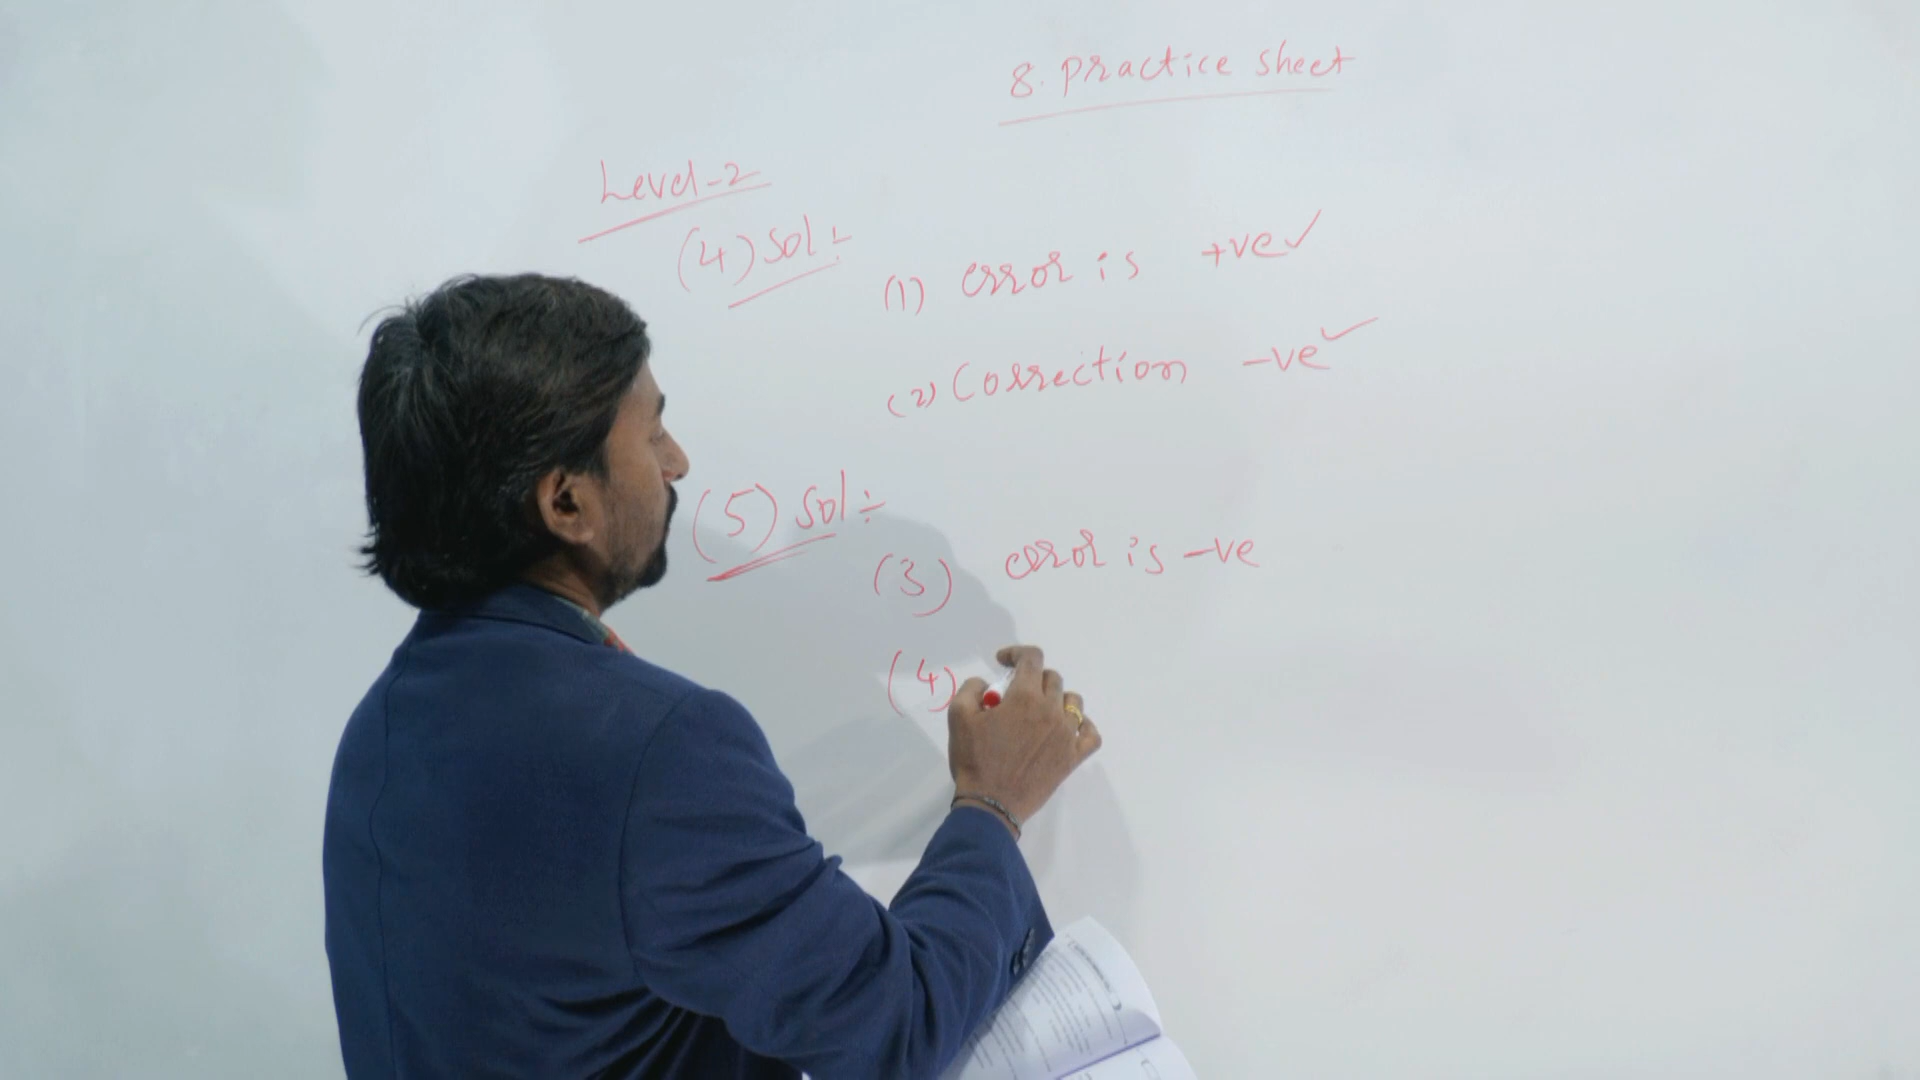 8. Practice sheet
Level-2
(4) Sol:-
(1) error is +ve ✓
(2) Correction -ve ✓
(5) Sol ÷
(3) error is -ve
(4)